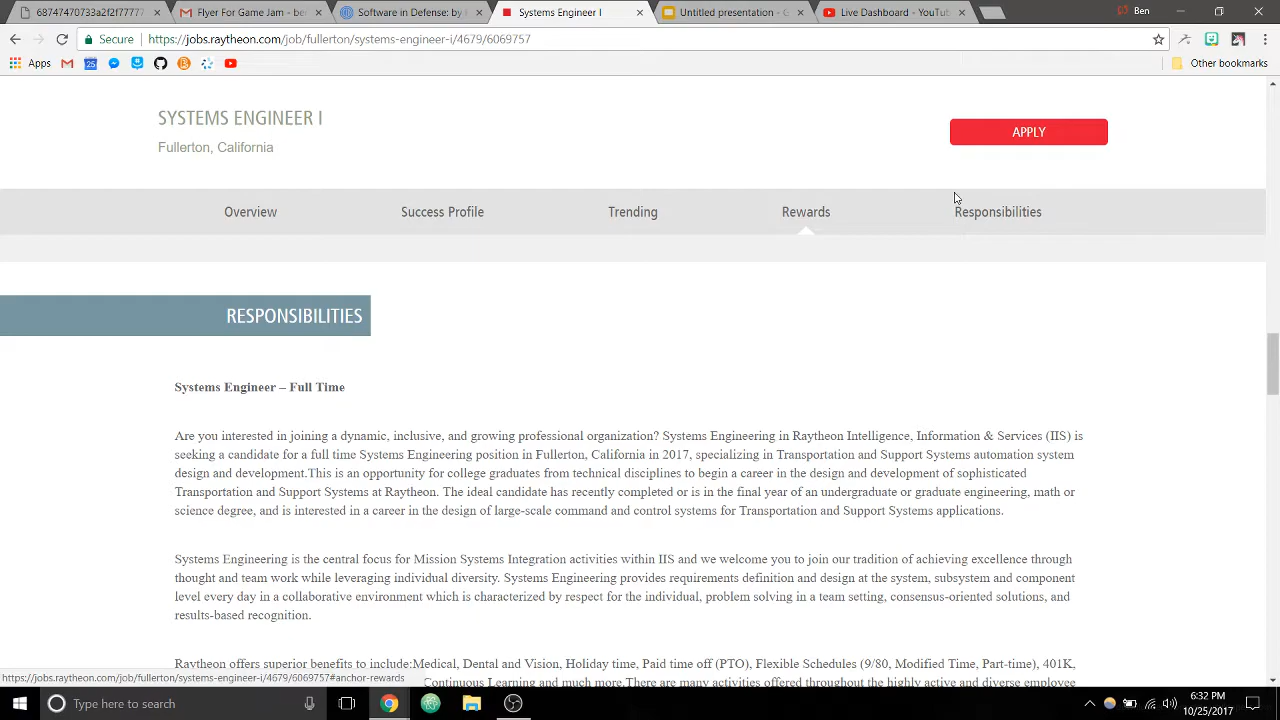 68747470733a2f2f7777
Flyer For Game Jam - ben
Software in Defense: by i
Systems Engineer I
Untitled presentation - G
Live Dashboard - YouTub
Ben
Secure
https://jobs.raytheon.com/job/fullerton/systems-engineer-i/4679/6069757
Apps
25
Other bookmarks
SYSTEMS ENGINEER I
APPLY
Fullerton, California
Overview
Success Profile
Trending
Rewards
Responsibilities
RESPONSIBILITIES
Systems Engineer – Full Time
Are you interested in joining a dynamic, inclusive, and growing professional organization? Systems Engineering in Raytheon Intelligence, Information & Services (IIS) is
seeking a candidate for a full time Systems Engineering position in Fullerton, California in 2017, specializing in Transportation and Support Systems automation system
design and development.This is an opportunity for college graduates from technical disciplines to begin a career in the design and development of sophisticated
Transportation and Support Systems at Raytheon. The ideal candidate has recently completed or is in the final year of an undergraduate or graduate engineering, math or
science degree, and is interested in a career in the design of large-scale command and control systems for Transportation and Support Systems applications.
Systems Engineering is the central focus for Mission Systems Integration activities within IIS and we welcome you to join our tradition of achieving excellence through
thought and team work while leveraging individual diversity. Systems Engineering provides requirements definition and design at the system, subsystem and component
level every day in a collaborative environment which is characterized by respect for the individual, problem solving in a team setting, consensus-oriented solutions, and
results-based recognition.
Raytheon offers superior benefits to include:Medical, Dental and Vision, Holiday time, Paid time off (PTO), Flexible Schedules (9/80, Modified Time, Part-time), 401K,
https://jobs.raytheon.com/job/fullerton/systems-engineer-i/4679/6069757#anchor-rewards
Continuous Learning and much more.There are many activities offered throughout the highly active and diverse employee
Type here to search
6:32 PM
10/25/2017